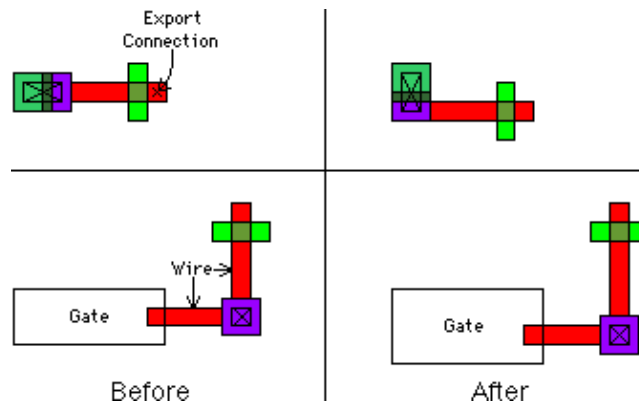 Export
Connection
Wire
Gate
Gate
Before
After